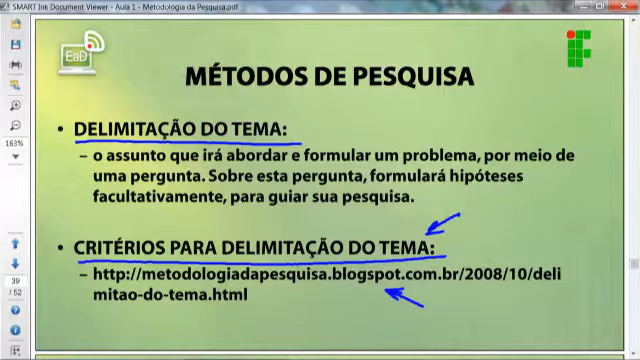 SMART Ink Document Viewer - Aula 1 - Metodologia da Pesquisa.pdf
EaD
MÉTODOS DE PESQUISA
• DELIMITAÇÃO DO TEMA:
– o assunto que irá abordar e formular um problema, por meio de
uma pergunta. Sobre esta pergunta, formulará hipóteses
facultativamente, para guiar sua pesquisa.
• CRITÉRIOS PARA DELIMITAÇÃO DO TEMA:
– http://metodologiadapesquisa.blogspot.com.br/2008/10/deli
mitao-do-tema.html
163%
39
/ 52